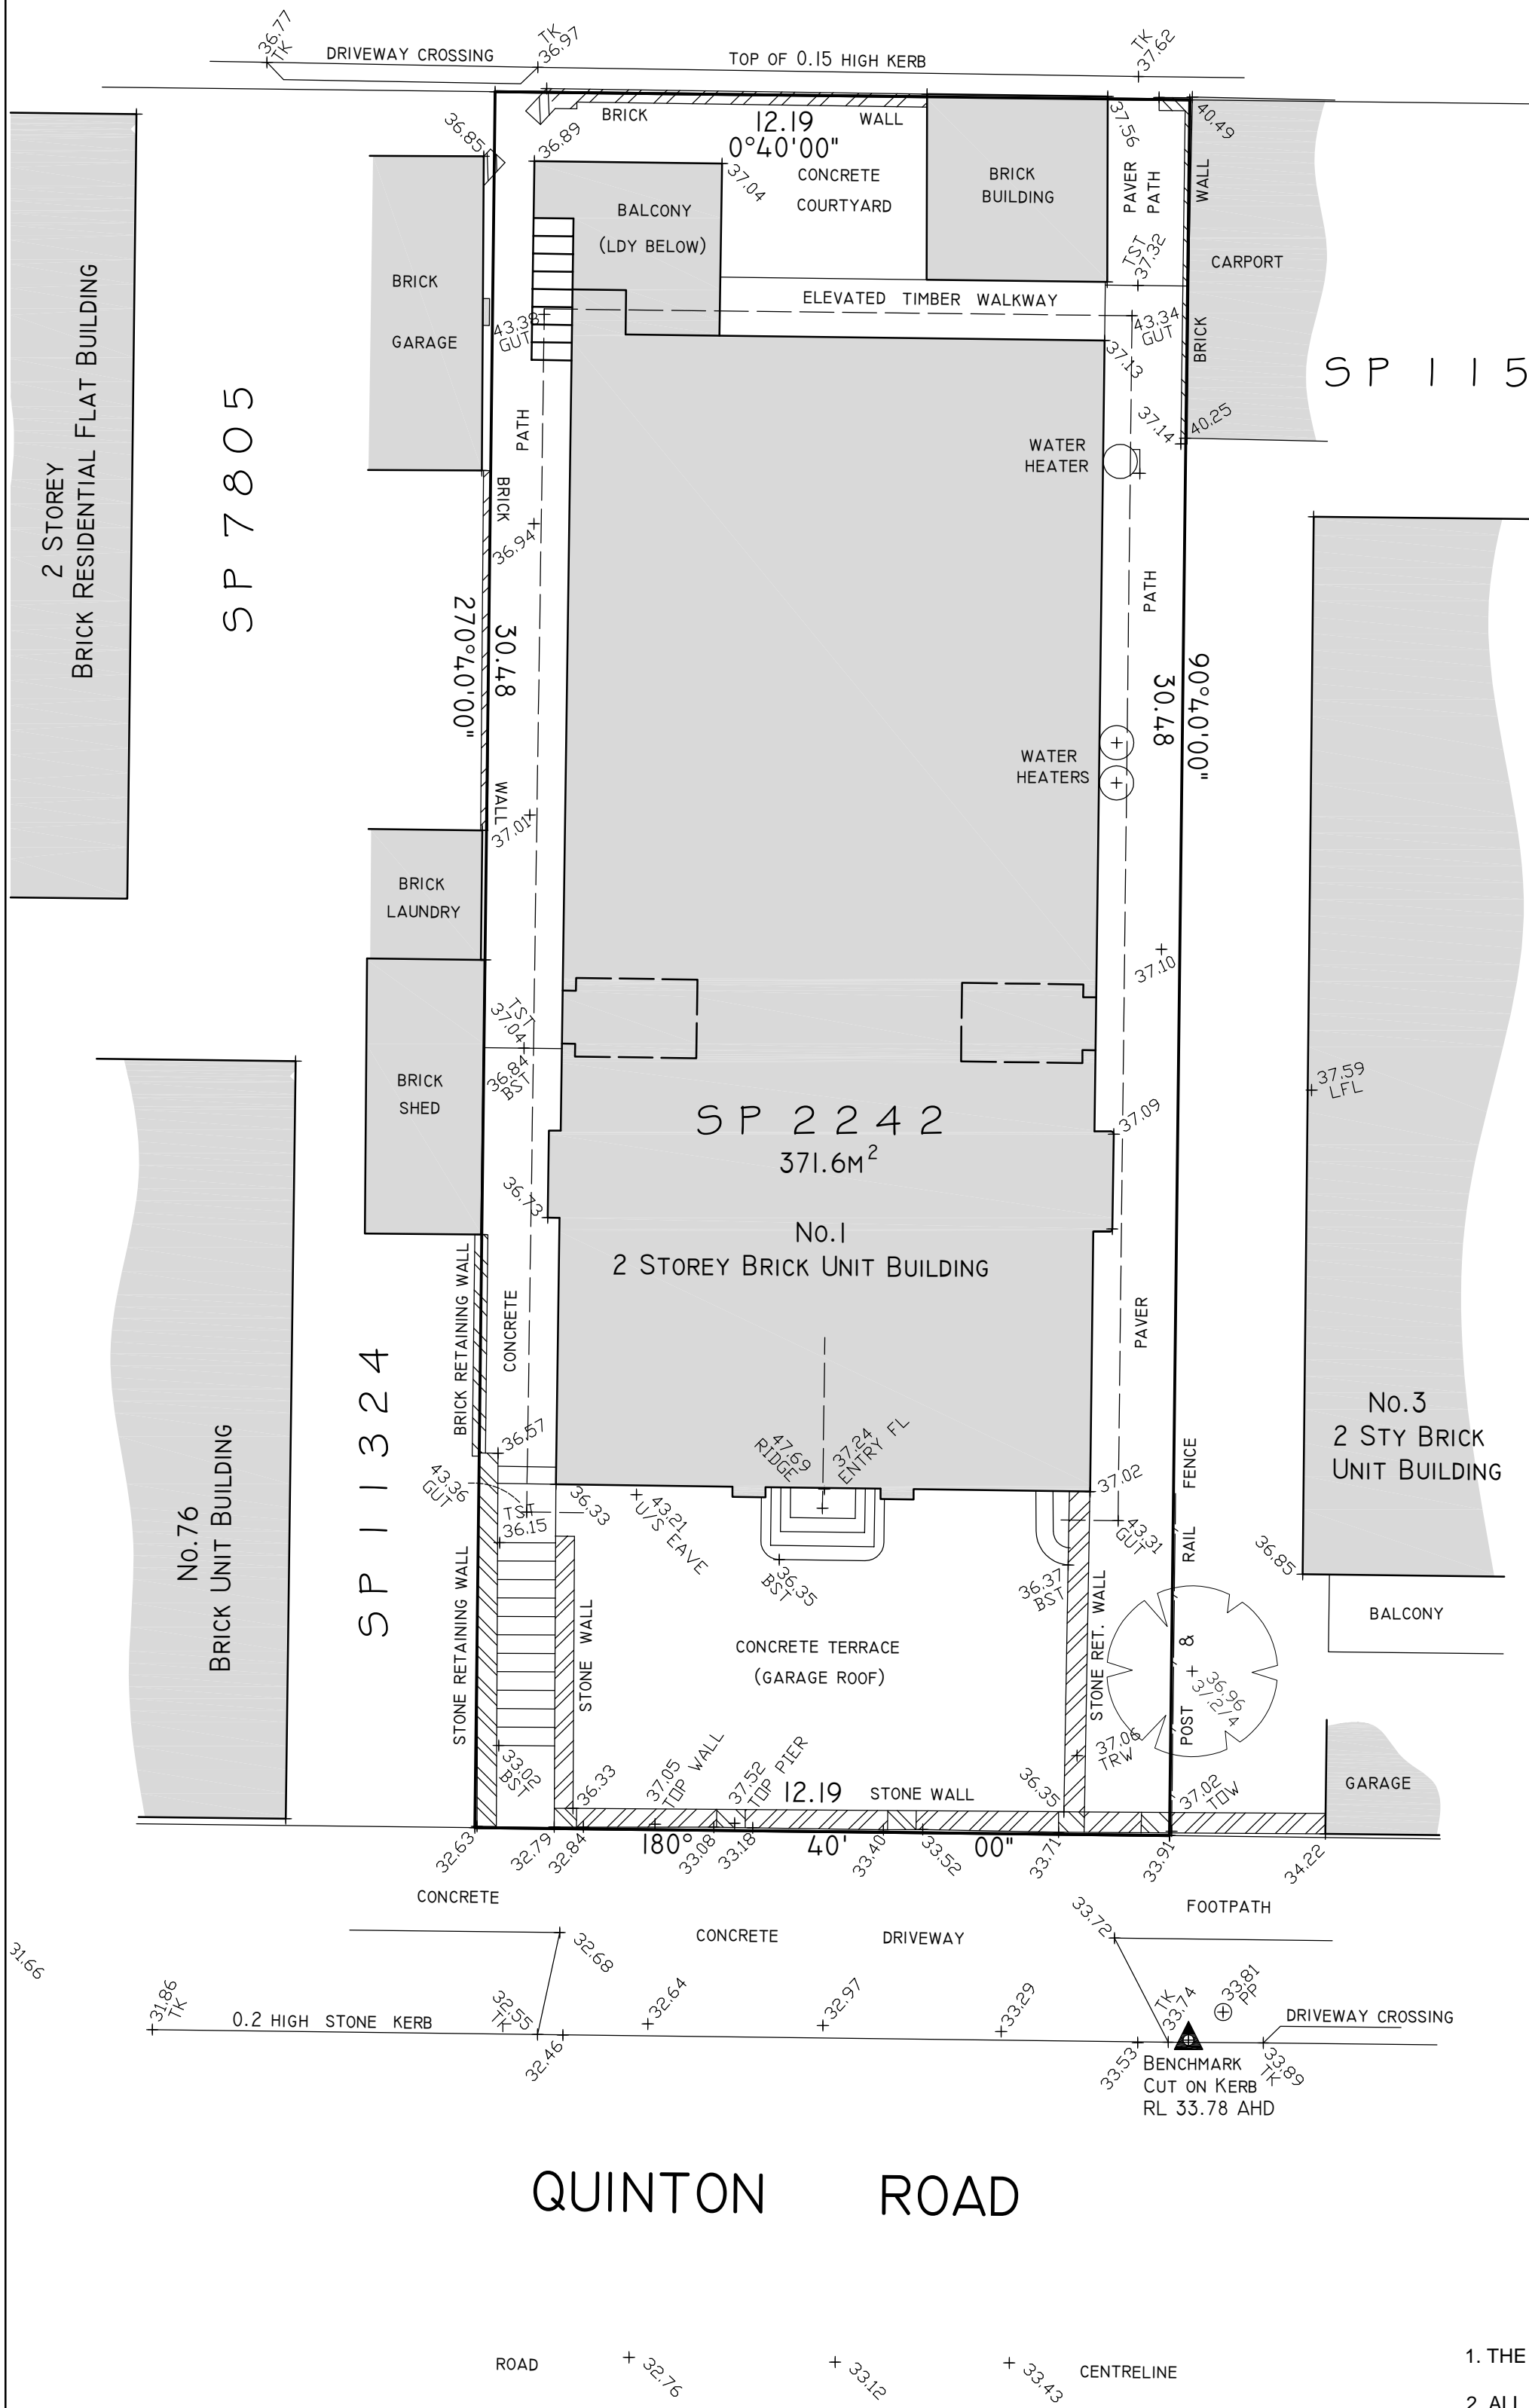 36.77
TK
DRIVEWAY CROSSING
TK
36.97
TOP OF 0.15 HIGH KERB
TK
37.62
36.85
36.89
BRICK
12.19
WALL
0°40'00"
37.04
CONCRETE
COURTYARD
BRICK
BUILDING
37.56
40.49
PAVER
PATH
WALL
BALCONY
(LDY BELOW)
TST
37.32
CARPORT
BRICK
GARAGE
ELEVATED TIMBER WALKWAY
43.38
GUT
43.34
GUT
BRICK
37.13
SP 115
2 STOREY
BRICK RESIDENTIAL FLAT BUILDING
SP 7805
PATH
37.14
40.25
WATER
HEATER
BRICK
36.94
PATH
270°40'00"
30.48
30.48
90°40'00"
WATER
HEATERS
WALL
37.01
BRICK
LAUNDRY
37.10
TST
37.04
36.84
BST
BRICK
SHED
37.59
LFL
SP 2242
371.6M²
37.09
36.73
No.1
2 STOREY BRICK UNIT BUILDING
BRICK RETAINING WALL
CONCRETE
PAVER
SP 11324
No.76
BRICK UNIT BUILDING
No.3
2 STY BRICK
UNIT BUILDING
36.57
47.69
RIDGE
37.24
ENTRY FL
37.02
FENCE
43.36
GUT
TST
36.15
36.33
43.21
U/S EAVE
43.31
GUT
RAIL
36.85
36.35
BST
36.37
BST
STONE RETAINING WALL
STONE WALL
CONCRETE TERRACE
(GARAGE ROOF)
STONE RET. WALL
&
BALCONY
36.96
3/.2/4
POST
33.02
BST
36.33
37.05
TOP WALL
37.52
TOP PIER
12.19
STONE WALL
36.35
37.06
TRW
37.02
TOW
GARAGE
32.63
32.79
32.84
180°
33.08
33.18
40'
33.40
33.52
00"
33.71
33.91
34.22
CONCRETE
FOOTPATH
CONCRETE
DRIVEWAY
33.72
32.68
31.66
31.86
TK
0.2 HIGH STONE KERB
32.55
TK
32.46
32.64
32.97
33.29
TK
33.74
33.81
PP
DRIVEWAY CROSSING
33.53
33.89
TK
BENCHMARK
CUT ON KERB
RL 33.78 AHD
QUINTON ROAD
ROAD
32.76
33.12
33.43
CENTRELINE
1. THE
2. ALL